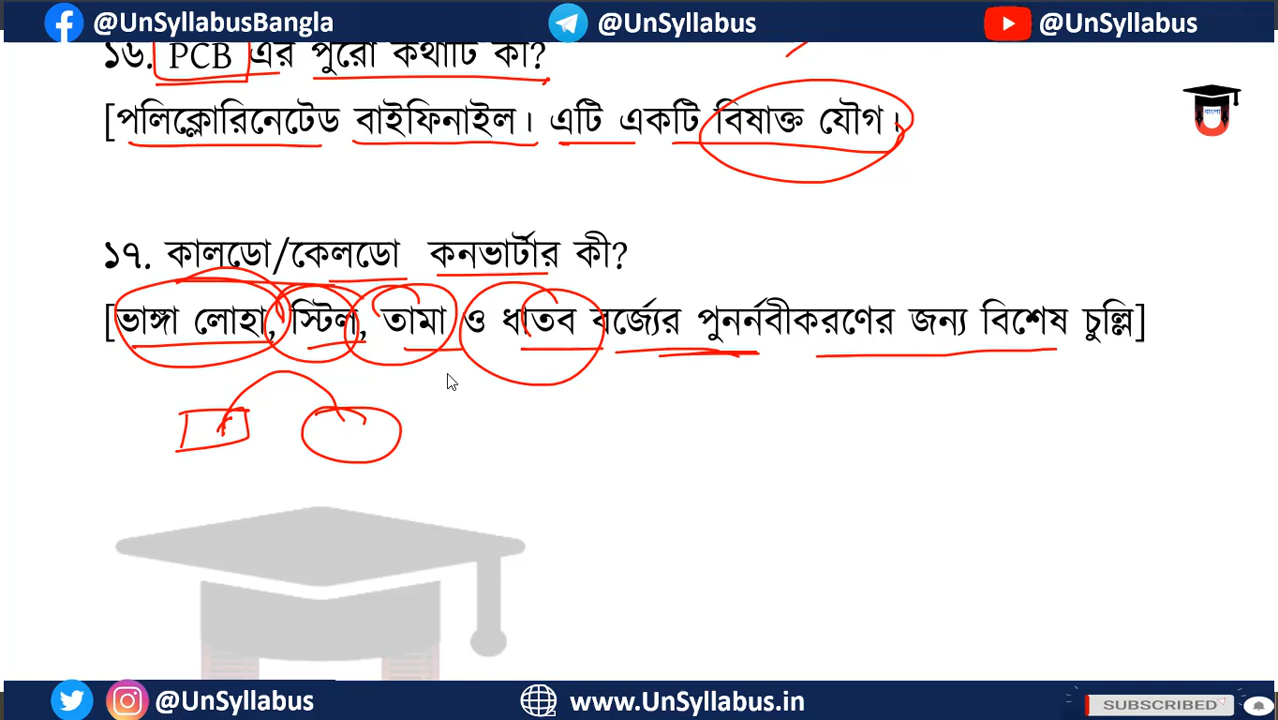 @UnSyllabusBangla @UnSyllabus @UnSyllabus
১৬. PCB এর পুরো কথাটি কী?
[পলিক্লোরিনেটেড বাইফিনাইল। এটি একটি বিষাক্ত যৌগ।
বাংলা
১৭. কালডো/কেলডো কনভার্টার কী?
[ভাঙ্গা লোহা, স্টিল, তামা ও ধাতব বর্জ্যের পুনর্নবীকরণের জন্য বিশেষ চুল্লি]
@UnSyllabus www.UnSyllabus.in SUBSCRIBED